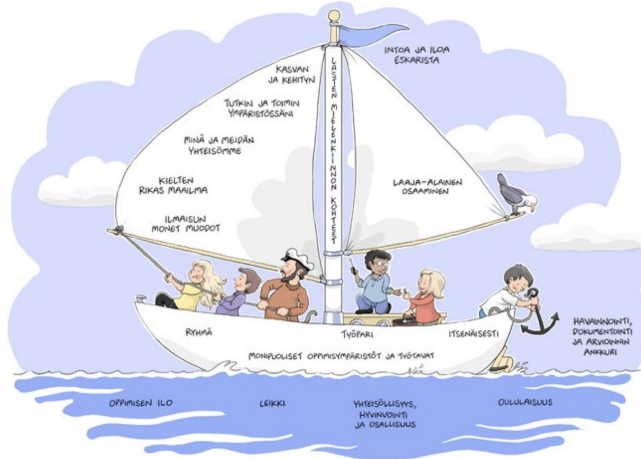 INTOA JA ILOA
ESKARISTA
LASTEN MIELENKIINNON KOHTEET
KASVAN
JA KEHITYN
TUTKIN JA TOIMIN
YMPÄRISTÖSSÄNI
MINÄ JA MEIDÄN
YHTEISÖMME
KIELTEN
RIKAS MAAILMA
ILMAISUN
MONET MUODOT
LAAJA-ALAINEN
OSAAMINEN
RYHMÄ
TYÖPARI
ITSENÄISESTI
MONIPUOLISET OPPIMISYMPÄRISTÖT JA TYÖTAVAT
HAVAINNOINTI,
DOKUMENTOINTI
JA ARVIOINNIN
ANKKURI
OPPIMISEN ILO
LEIKKI
YHTEISÖLLISYYS,
HYVINVOINTI
JA OSALLISUUS
OULULAISUUS